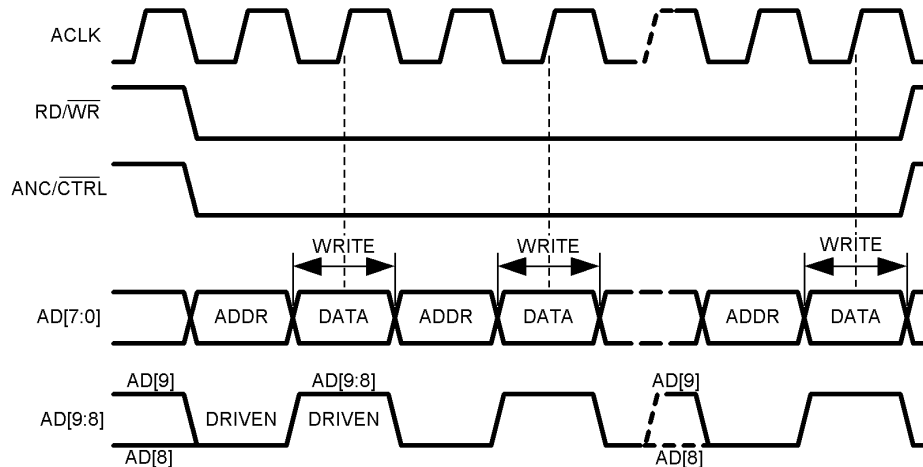 ACLK
RD/WR
ANC/CTRL
WRITE WRITE WRITE
AD[7:0] ADDR DATA ADDR DATA ADDR DATA
AD[9] AD[9:8] AD[9]
AD[9:8] DRIVEN DRIVEN
AD[8] AD[8]